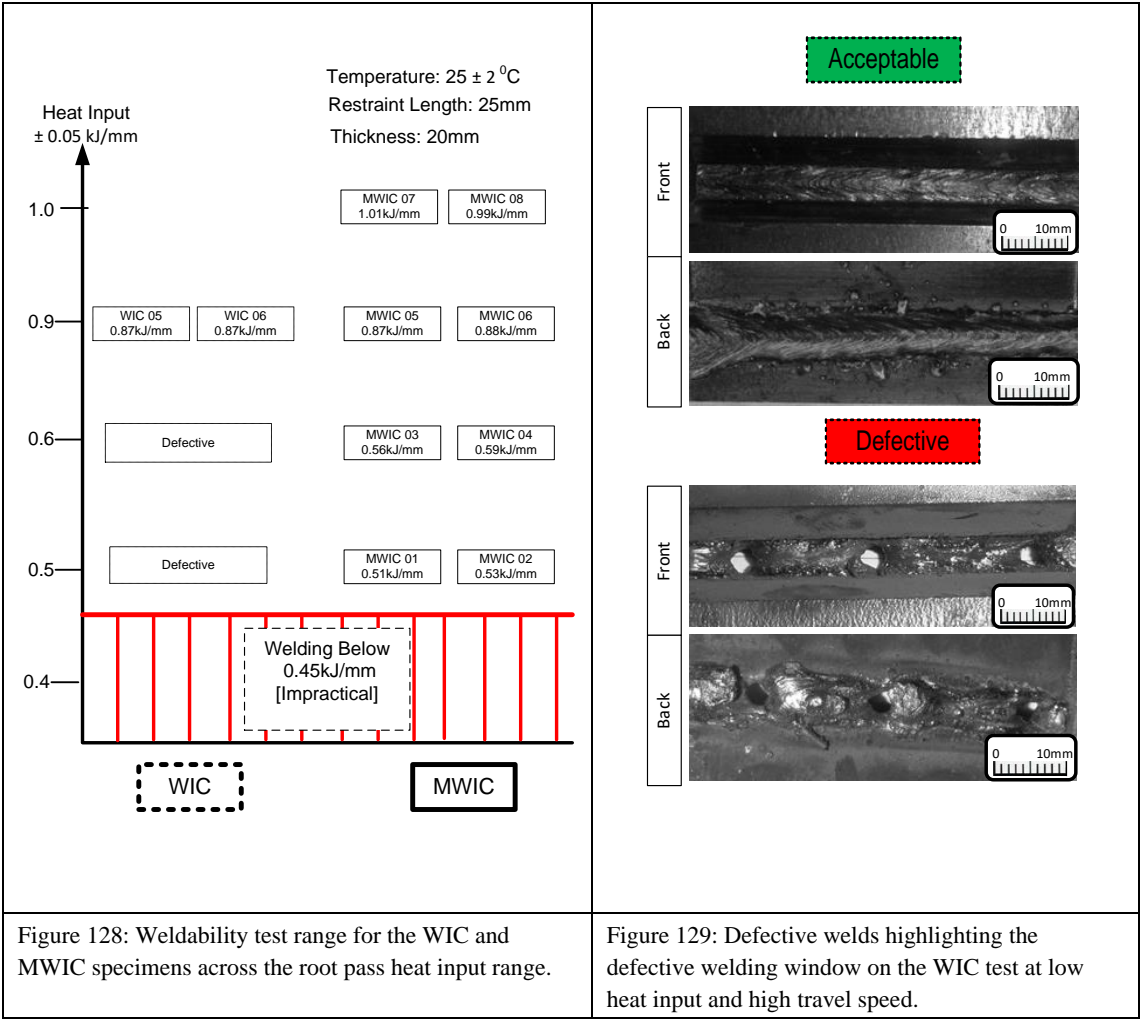 Temperature: 25 ± 2 ⁰C
Restraint Length: 25mm
Thickness: 20mm
Heat Input
± 0.05 kJ/mm
1.0
MWIC 07
1.01kJ/mm
MWIC 08
0.99kJ/mm
0.9
WIC 05
0.87kJ/mm
WIC 06
0.87kJ/mm
MWIC 05
0.87kJ/mm
MWIC 06
0.88kJ/mm
0.6
Defective
MWIC 03
0.56kJ/mm
MWIC 04
0.59kJ/mm
0.5
Defective
MWIC 01
0.51kJ/mm
MWIC 02
0.53kJ/mm
0.4
Welding Below
0.45kJ/mm
[Impractical]
WIC
MWIC
Figure 128: Weldability test range for the WIC and
MWIC specimens across the root pass heat input range.
Acceptable
Front
0 10mm
Back
0 10mm
Defective
Front
0 10mm
Back
0 10mm
Figure 129: Defective welds highlighting the
defective welding window on the WIC test at low
heat input and high travel speed.